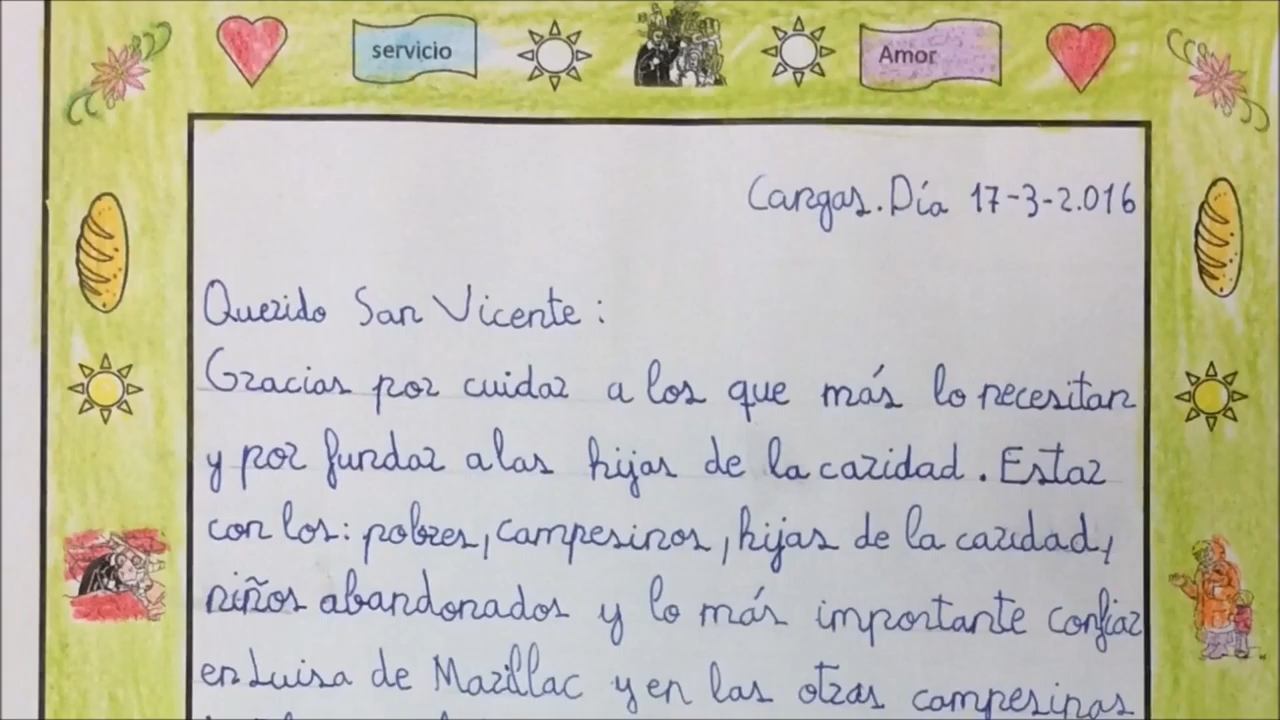 servicio
Amor
Cangas. Día 17-3-2.016
Querido San Vicente:
Gracias por cuidar a los que más lo necesitan
y por fundar a las hijas de la caridad. Estar
con los: pobres, campesinos, hijas de la caridad,
niños abandonados y lo más importante confiar
en Luisa de Marillac y en las otras campesinas